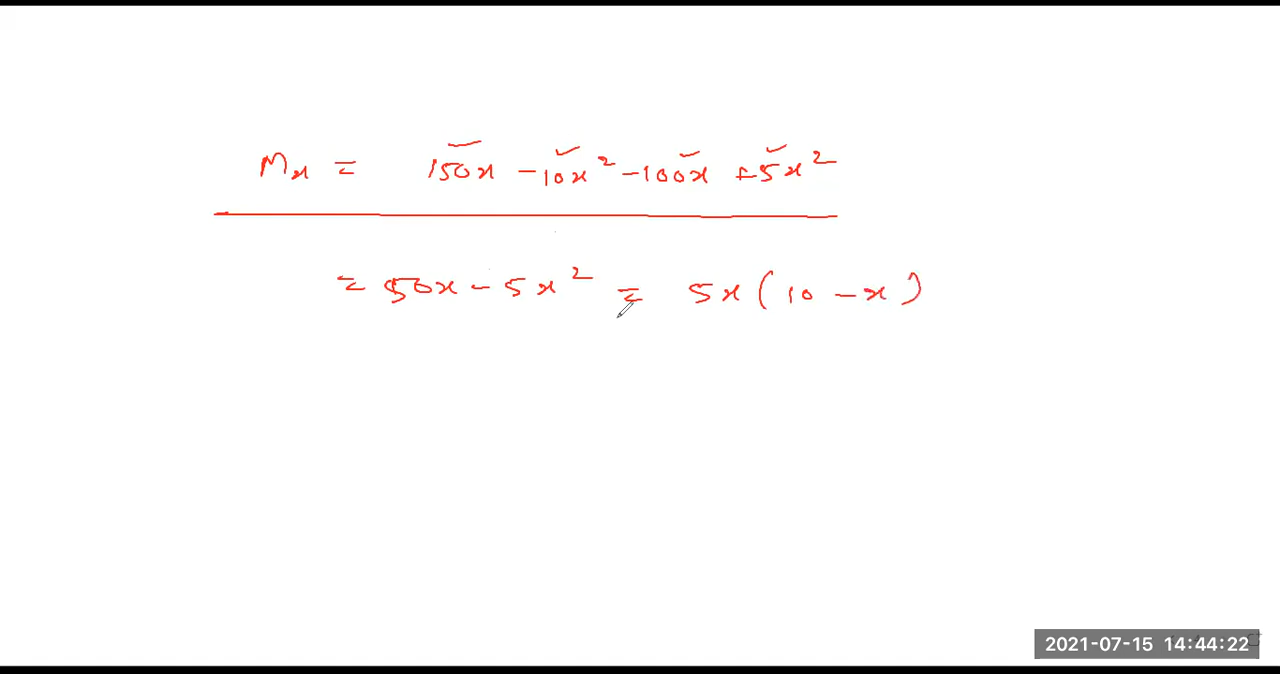 Mx = 150x - 10x² - 100x + 5x²
= 50x - 5x² = 5x(10 - x)
2021-07-15 14:44:22